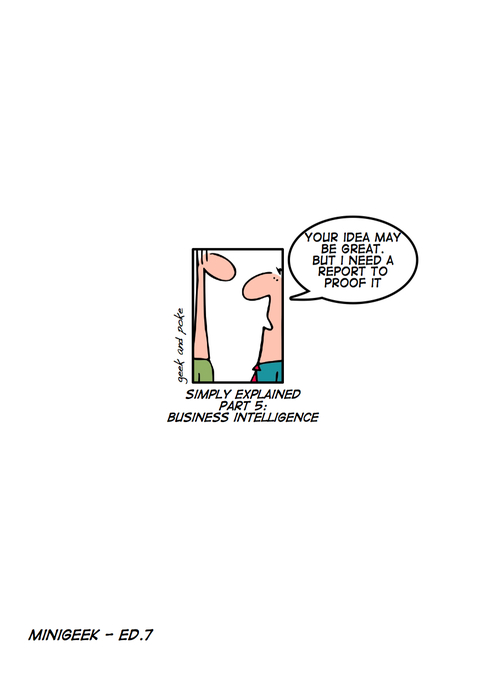 YOUR IDEA MAY
BE GREAT.
BUT I NEED A
REPORT TO
PROOF IT
geek and poke
SIMPLY EXPLAINED
PART 5:
BUSINESS INTELLIGENCE
MINIGEEK - ED.7